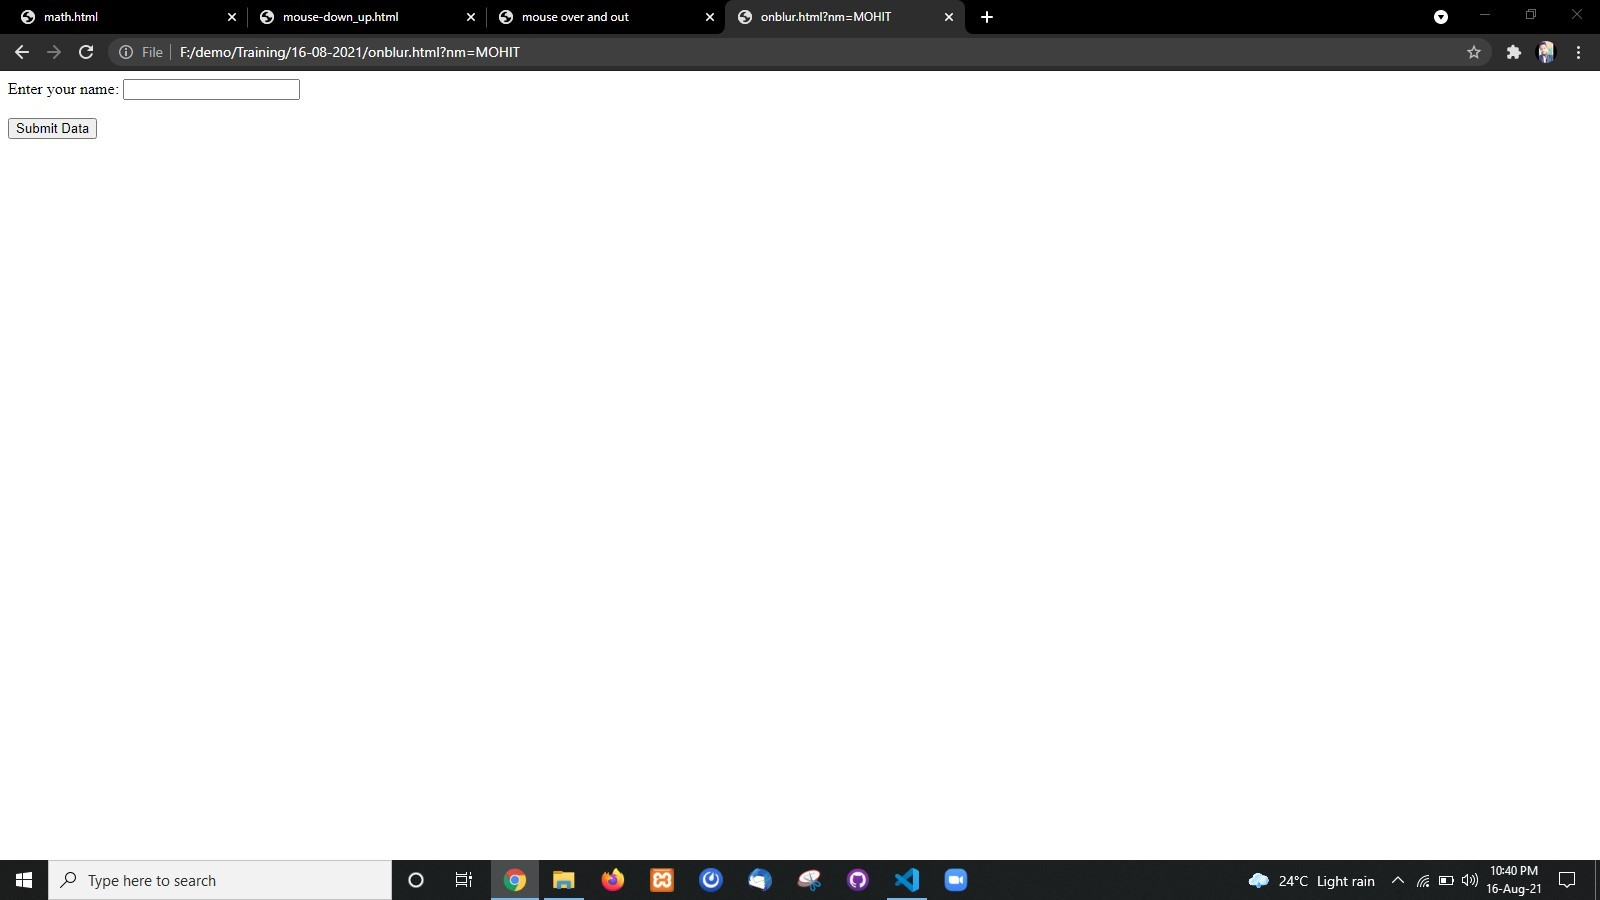 math.html
mouse-down_up.html
mouse over and out
onblur.html?nm=MOHIT
File
F:/demo/Training/16-08-2021/onblur.html?nm=MOHIT
Enter your name:
Submit Data
Type here to search
24°C Light rain
10:40 PM
16-Aug-21